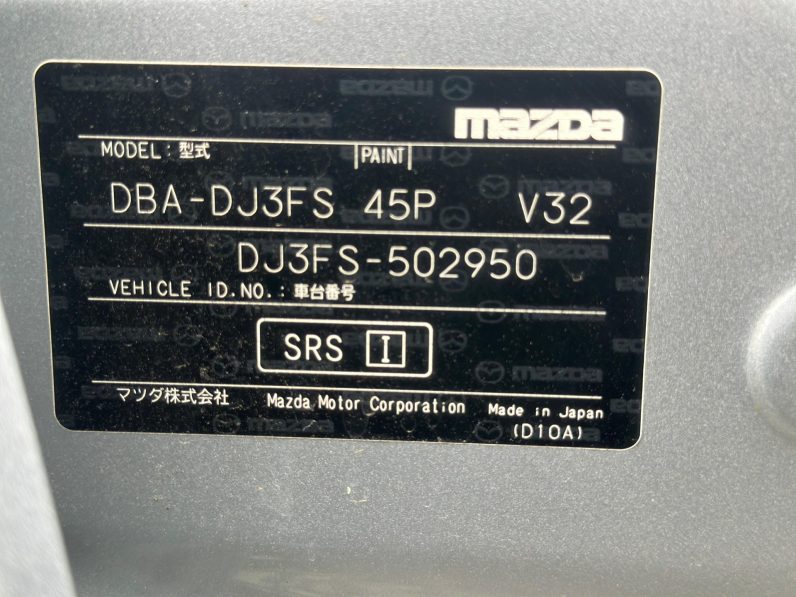 mazda
MODEL：型式 PAINT
DBA-DJ3FS 45P V32
DJ3FS-502950
VEHICLE ID.NO.：車台番号
SRS I
マツダ株式会社 Mazda Motor Corporation Made in Japan
(D10A)